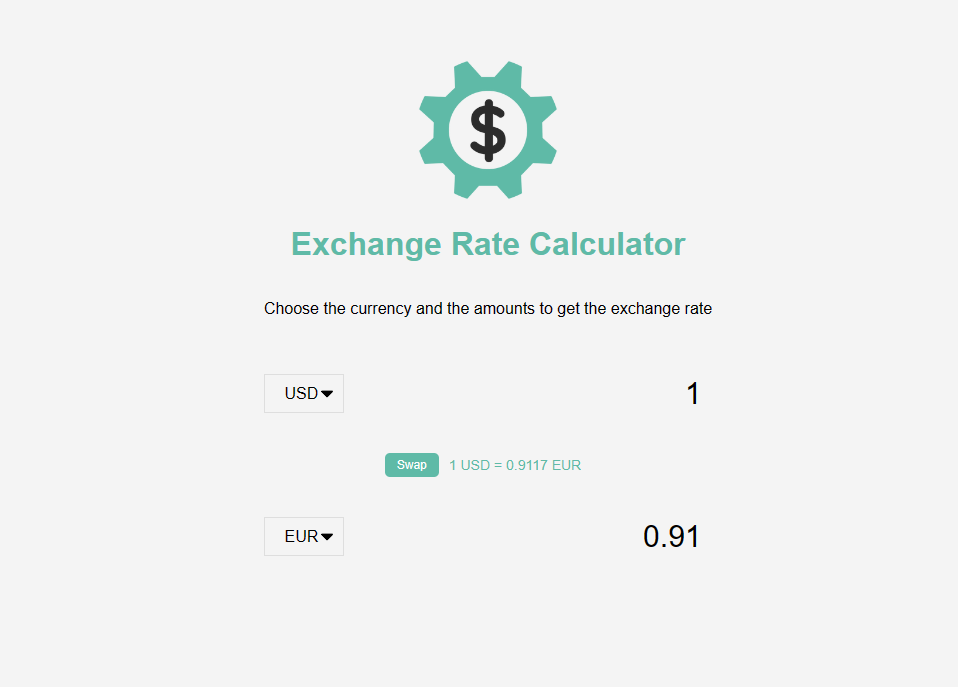 $
Exchange Rate Calculator
Choose the currency and the amounts to get the exchange rate
USD 1
Swap 1 USD = 0.9117 EUR
EUR 0.91